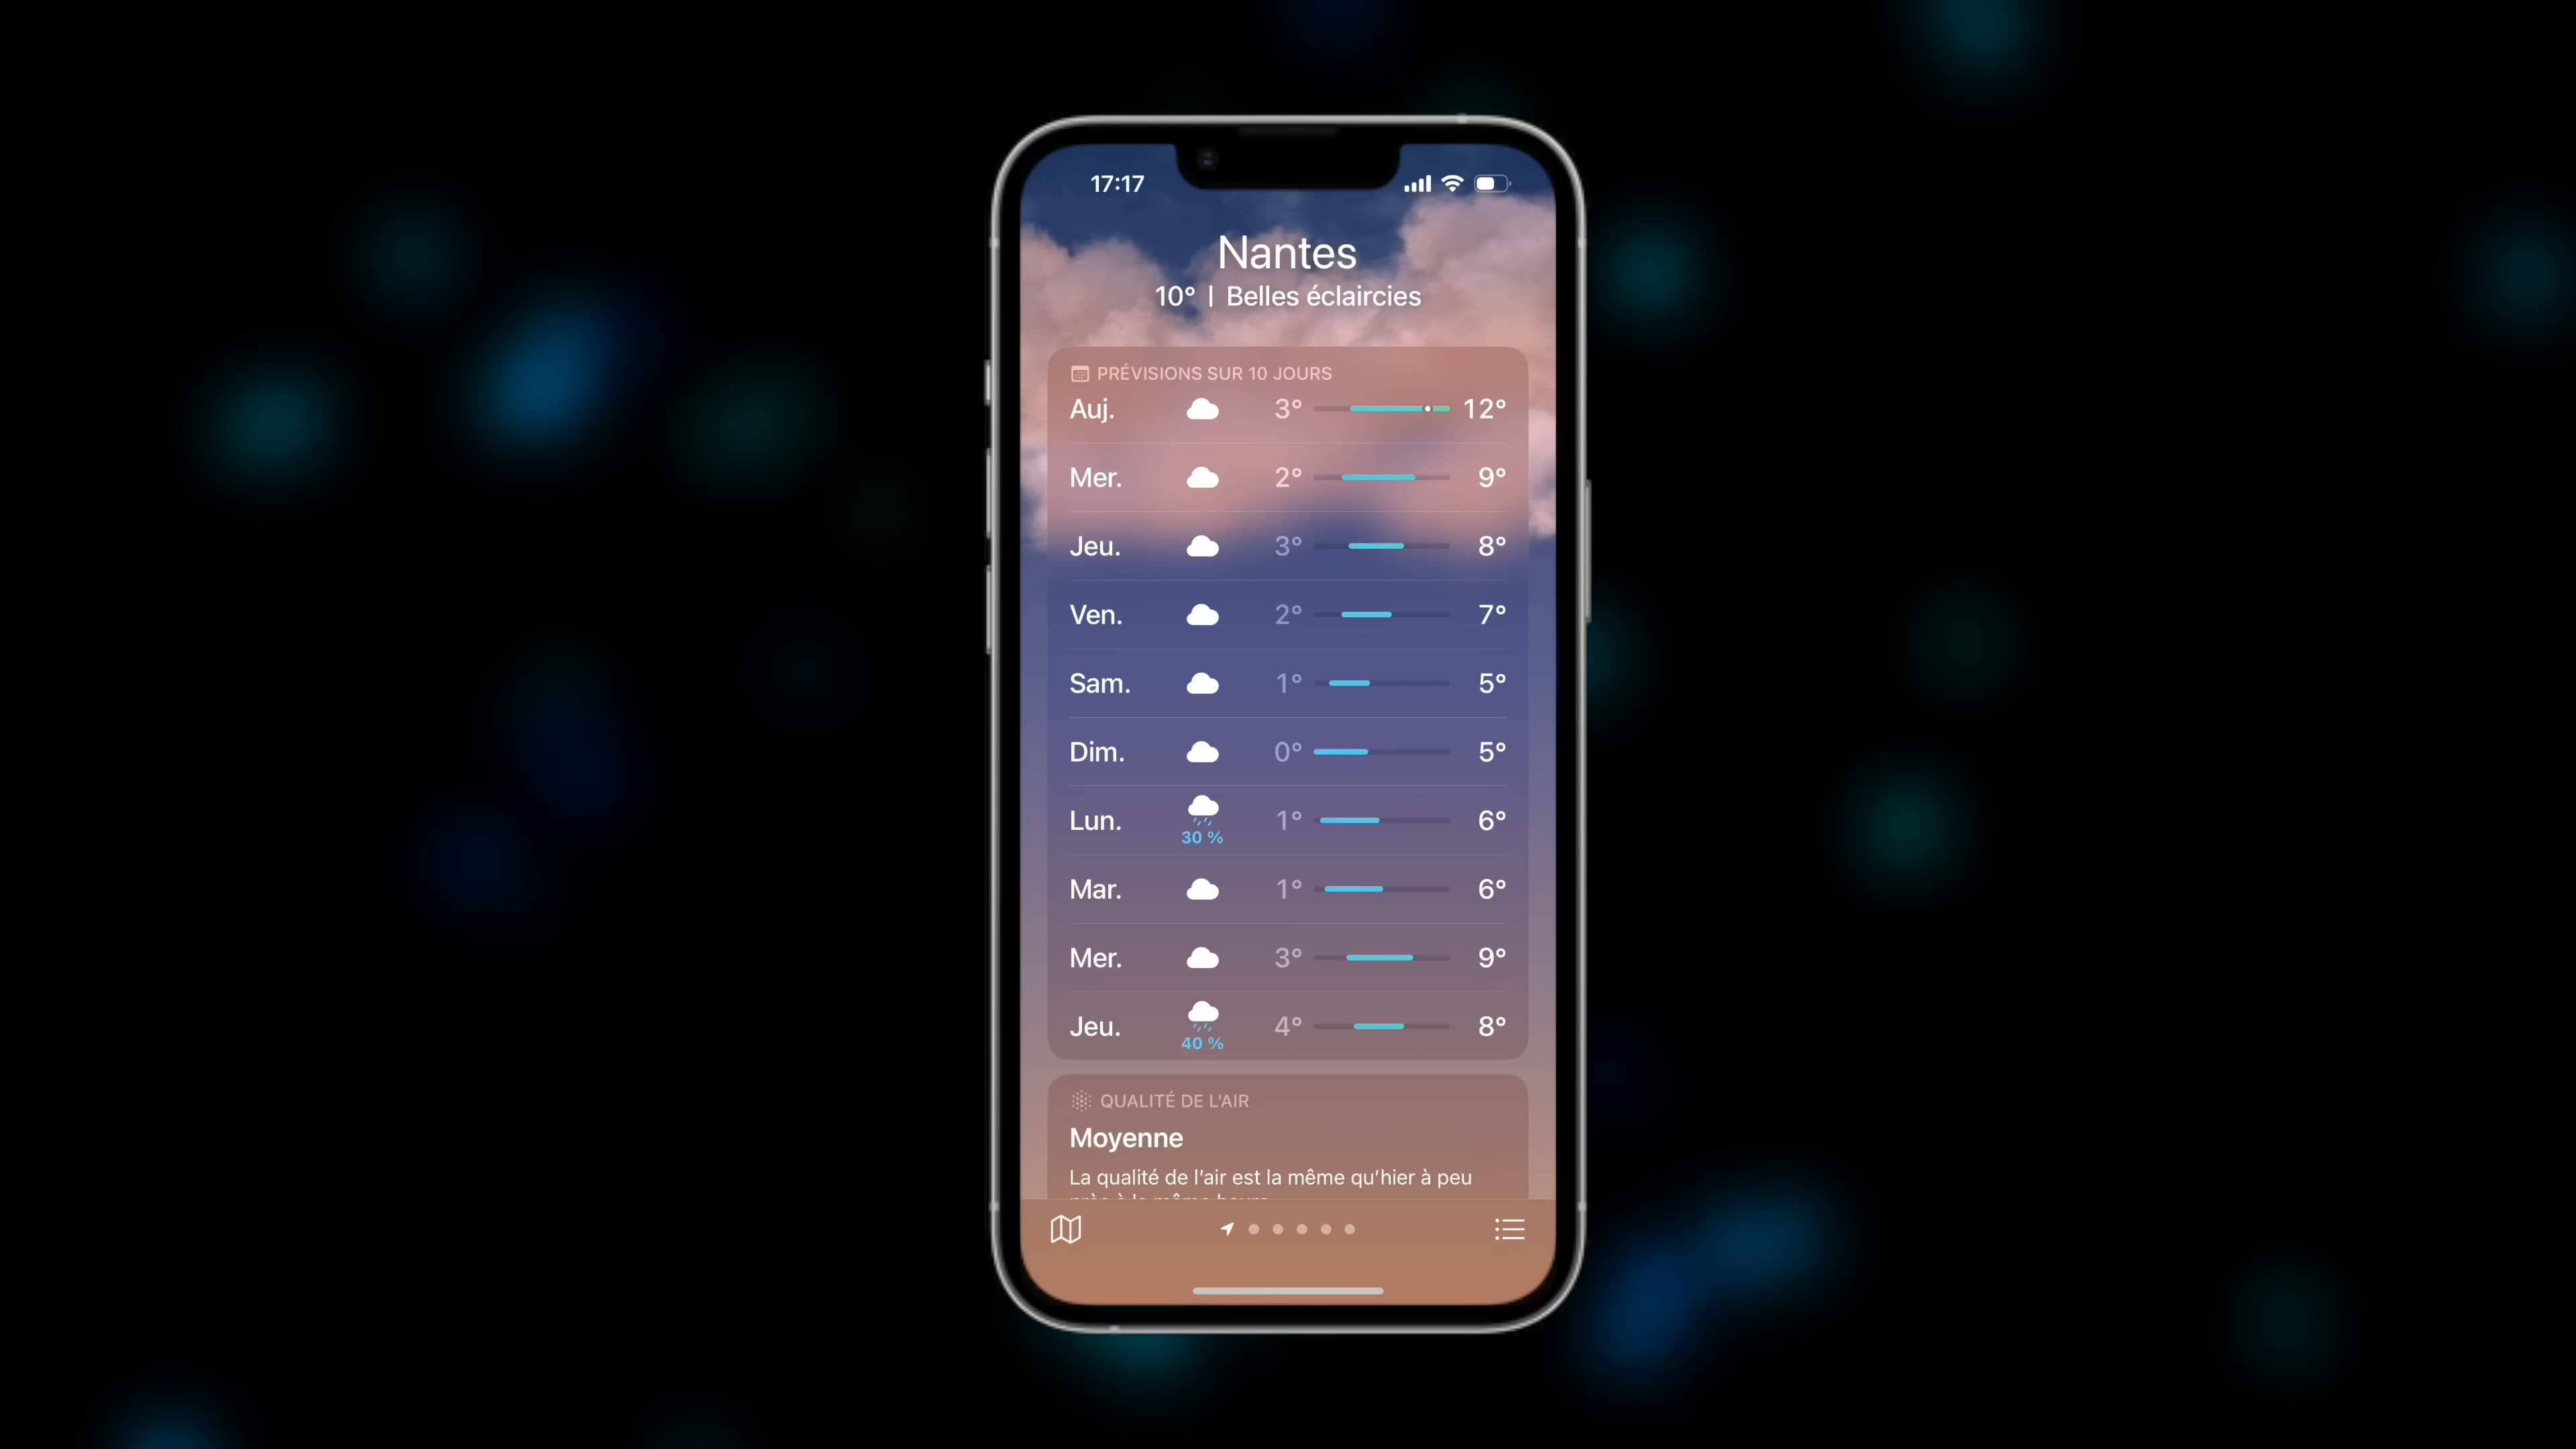 17:17
Nantes
10° | Belles éclaircies
PRÉVISIONS SUR 10 JOURS
Auj. 3° 12°
Mer. 2° 9°
Jeu. 3° 8°
Ven. 2° 7°
Sam. 1° 5°
Dim. 0° 5°
Lun. 30 % 1° 6°
Mar. 1° 6°
Mer. 3° 9°
Jeu. 40 % 4° 8°
QUALITÉ DE L’AIR
Moyenne
La qualité de l’air est la même qu’hier à peu